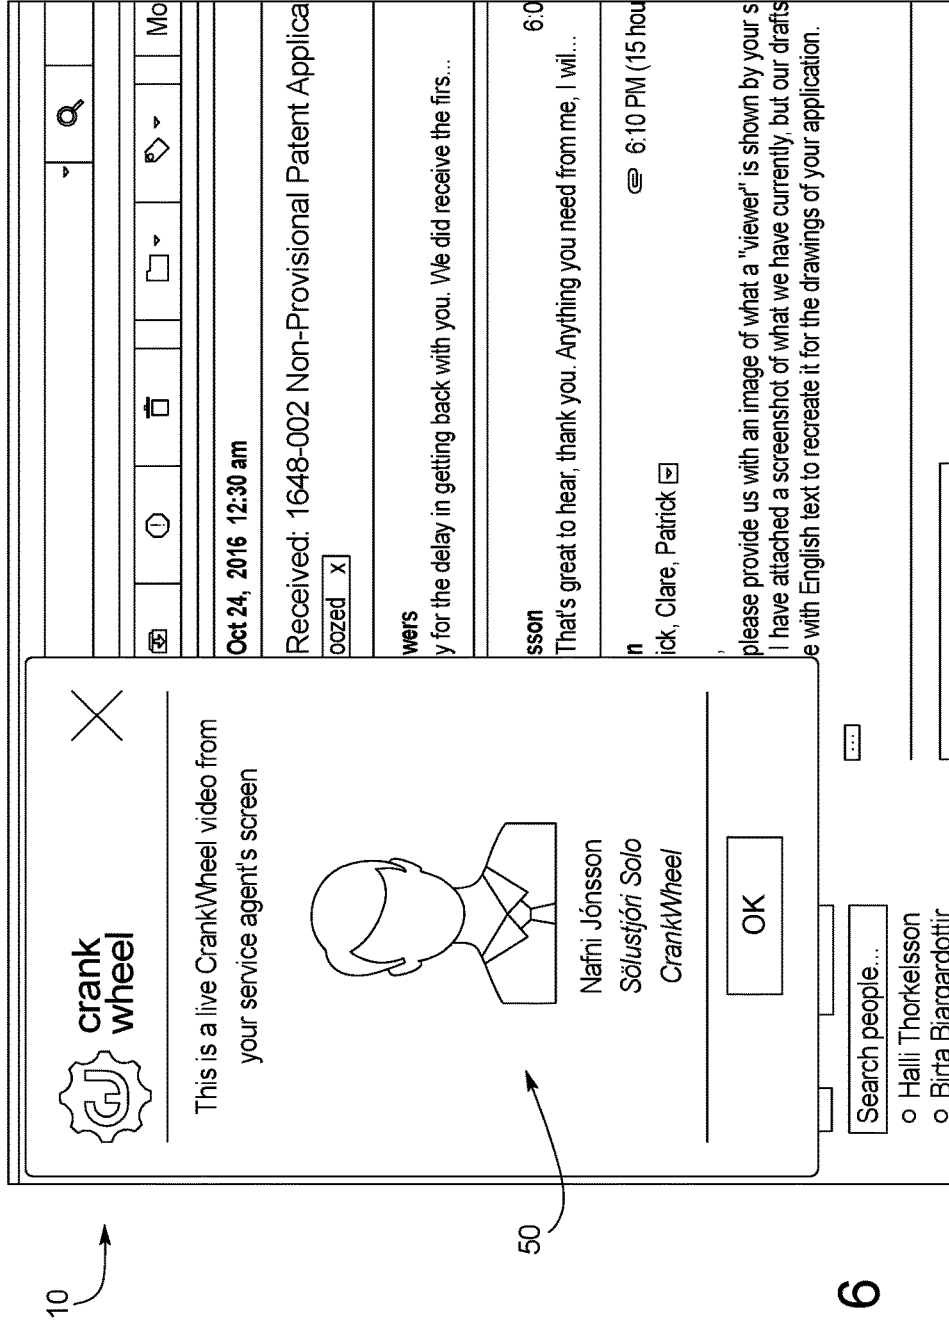 10
50
6
crank
wheel
This is a live CrankWheel video from
your service agent's screen
Nafni Jónsson
Sölustjóri Solo
CrankWheel
OK
Mo
Oct 24, 2016 12:30 am
Received: 1648-002 Non-Provisional Patent Applica
oozed x
wers
y for the delay in getting back with you. We did receive the firs...
sson
6:0
That's great to hear, thank you. Anything you need from me, I wil...
n
6:10 PM (15 hou
ick, Clare, Patrick
,
please provide us with an image of what a "viewer" is shown by your s
I have attached a screenshot of what we have currently, but our drafts
e with English text to recreate it for the drawings of your application.
....
Search people...
Halli Thorkelsson
Birta Bjargardottir